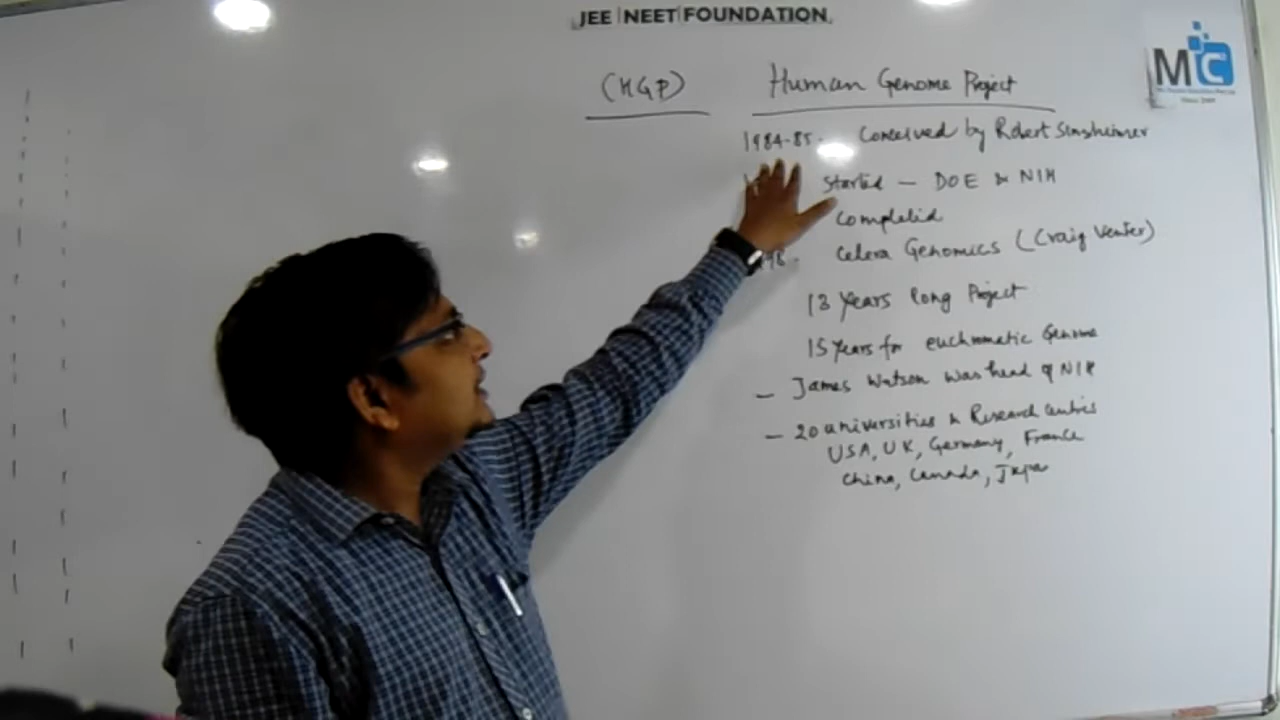 JEE | NEET | FOUNDATION
MC
(HGP) Human Genome Project
1984-85. Conceived by Robert Sinsheimer
started — DOE & NIH
completed
98. Celera Genomics (Craig Venter)
13 years long Project
15 years for euchromatic Genome
— James Watson was head of NIH
— 20 universities & Research centres
USA, UK, Germany, France
China, Canada, Japan